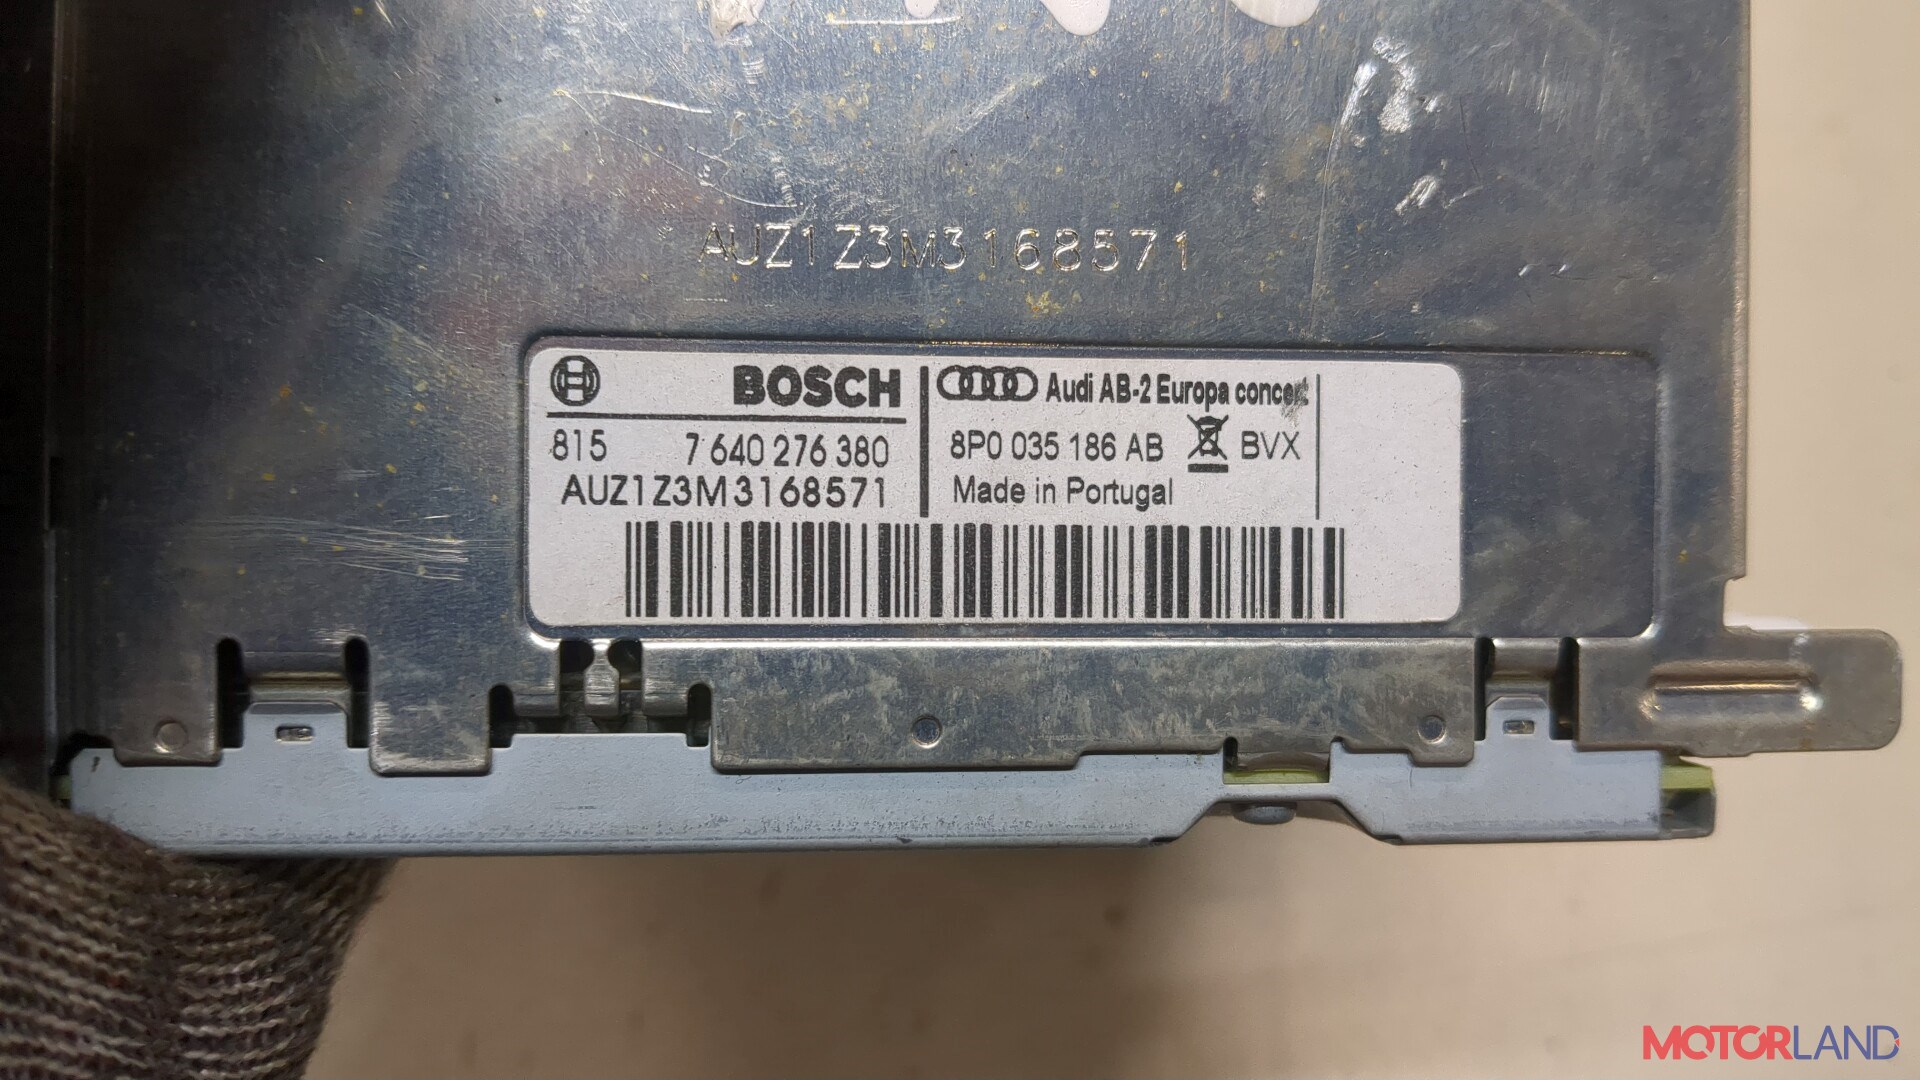 AUZ1Z3M3168571
BOSCH
815 7 640 276 380
AUZ1Z3M3168571
Audi AB-2 Europa concert
8P0 035 186 AB BVX
Made in Portugal
MOTORLAND